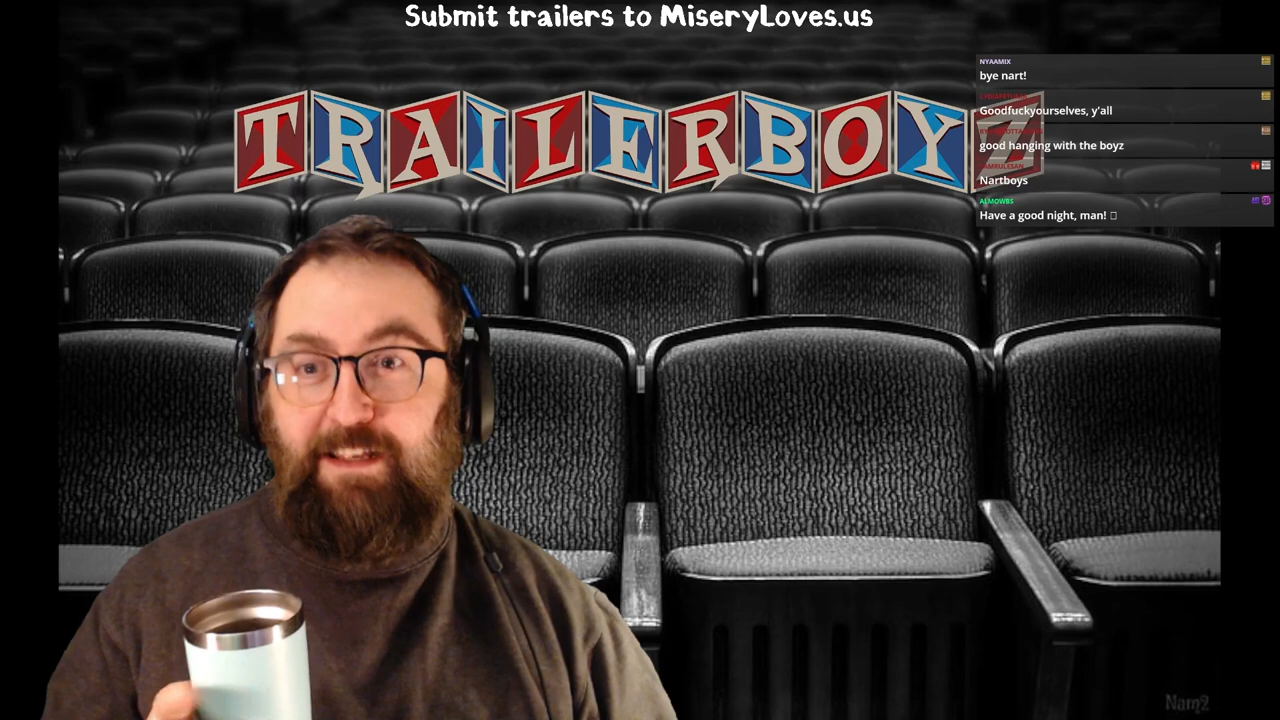 Submit trailers to MiseryLoves.us
TRAILERBOYZ
NYAAMIX
bye nart!
Goodfuckyourselves, y'all
good hanging with the boyz
Nartboys
ALMOWBS
Have a good night, man!
Nam2